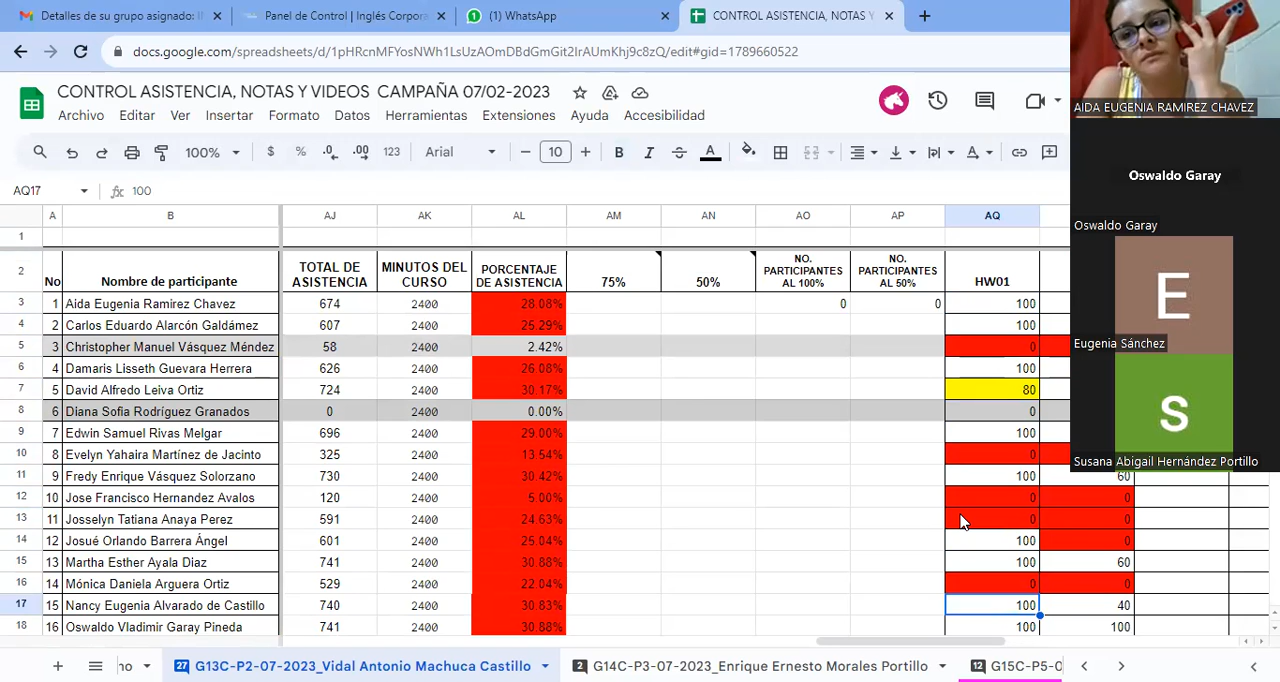 Detalles de su grupo asignado: I
Panel de Control | Inglés Corpor
(1) WhatsApp
CONTROL ASISTENCIA, NOTAS Y
docs.google.com/spreadsheets/d/1pHRcnMFYosNWh1LsUzAOmDBdGmGit2IrAUmKhj9c8zQ/edit#gid=1789660522
CONTROL ASISTENCIA, NOTAS Y VIDEOS CAMPAÑA 07/02-2023
Archivo Editar Insertar Formato Datos Herramientas Extensiones Ayuda Accesibilidad
100% $ % .0 .00 123 Arial 10 B I A
AQ17 fx 100
A B AJ AK AL AM AN AO AP AQ
1
2 No Nombre de participante TOTAL DE ASISTENCIA MINUTOS DEL CURSO PORCENTAJE DE ASISTENCIA 75% 50% NO. PARTICIPANTES AL 100% NO. PARTICIPANTES AL 50% HW01
3 1 Aida Eugenia Ramirez Chavez 674 2400 28.08% 0 0 100
4 2 Carlos Eduardo Alarcón Galdámez 607 2400 25.29% 100
5 3 Christopher Manuel Vásquez Méndez 58 2400 2.42% 0
6 4 Damaris Lisseth Guevara Herrera 626 2400 26.08% 100
7 5 David Alfredo Leiva Ortiz 724 2400 30.17% 80
8 6 Diana Sofia Rodríguez Granados 0 2400 0.00% 0
9 7 Edwin Samuel Rivas Melgar 696 2400 29.00% 100
10 8 Evelyn Yahaira Martínez de Jacinto 325 2400 13.54% 0
11 9 Fredy Enrique Vásquez Solorzano 730 2400 30.42% 100 60
12 10 Jose Francisco Hernandez Avalos 120 2400 5.00% 0 0
13 11 Josselyn Tatiana Anaya Perez 591 2400 24.63% 0 0
14 12 Josué Orlando Barrera Ángel 601 2400 25.04% 100 0
15 13 Martha Esther Ayala Diaz 741 2400 30.88% 100 60
16 14 Mónica Daniela Arguera Ortiz 529 2400 22.04% 0 0
17 15 Nancy Eugenia Alvarado de Castillo 740 2400 30.83% 100 40
18 16 Oswaldo Vladimir Garay Pineda 741 2400 30.88% 100 100
no 27 G13C-P2-07-2023_Vidal Antonio Machuca Castillo 2 G14C-P3-07-2023_Enrique Ernesto Morales Portillo 12 G15C-P5-0
AIDA EUGENIA RAMIREZ CHAVEZ
Oswaldo Garay
Oswaldo Garay
E
Eugenia Sánchez
S
Susana Abigail Hernández Portillo